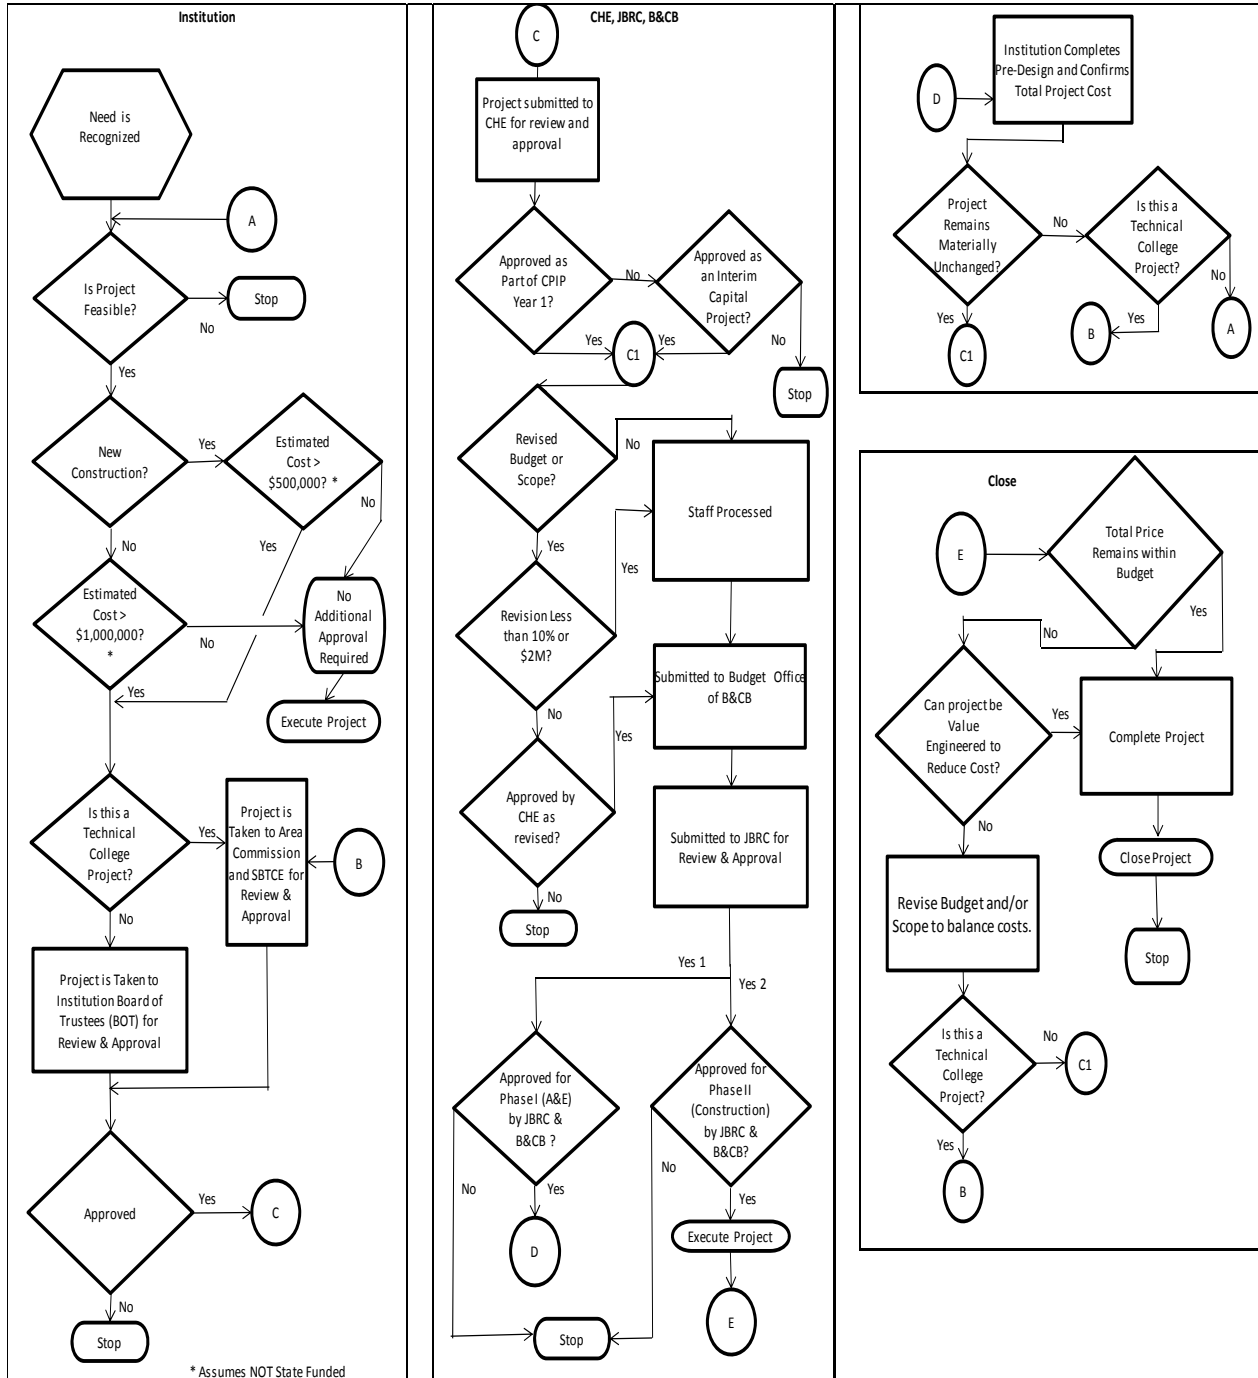 Institution
Need is
Recognized
A
Is Project
Feasible?
Stop
No
Yes
New
Construction?
Yes
Estimated
Cost >
$500,000? *
No
No
Yes
Estimated
Cost >
$1,000,000?
*
No
No
Additional
Approval
Required
Yes
Execute Project
Is this a
Technical
College
Project?
Yes
Project is
Taken to Area
Commission
and SBTCE for
Review &
Approval
B
No
Project is Taken to
Institution Board of
Trustees (BOT) for
Review & Approval
Approved
Yes
C
No
Stop
* Assumes NOT State Funded
CHE, JBRC, B&CB
C
Project submitted to
CHE for review and
approval
Approved as
Part of CPIP
Year 1?
No
Approved as
an Interim
Capital
Project?
Yes
C1
Yes
No
Stop
Revised
Budget or
Scope?
No
Staff Processed
Yes
Yes
Revision Less
than 10% or
$2M?
Submitted to Budget Office
of B&CB
No
Yes
Approved by
CHE as
revised?
Submitted to JBRC for
Review & Approval
No
Stop
Yes 1
Yes 2
Approved for
Phase I (A&E)
by JBRC &
B&CB ?
Approved for
Phase II
(Construction)
by JBRC &
B&CB?
No
Yes
No
Yes
D
Execute Project
E
Stop
Institution Completes
Pre-Design and Confirms
Total Project Cost
D
Project
Remains
Materially
Unchanged?
No
Is this a
Technical
College
Project?
No
Yes
C1
B
Yes
A
Close
E
Total Price
Remains within
Budget
Yes
No
Can project be
Value
Engineered to
Reduce Cost?
Yes
Complete Project
No
Close Project
Revise Budget and/or
Scope to balance costs.
Stop
Is this a
Technical
College
Project?
No
C1
Yes
B